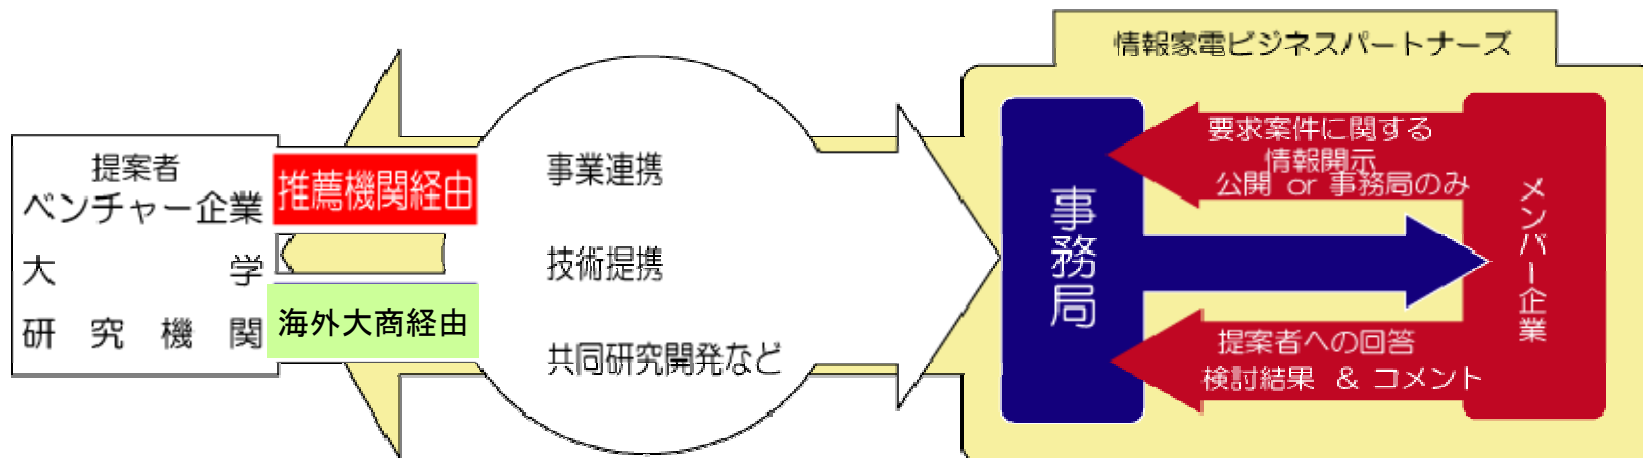 情報家電ビジネスパートナーズ
提案者
ベンチャー企業
大学
研究機関
推薦機関経由
海外大商経由
事業連携
技術提携
共同研究開発など
事務局
要求案件に関する
情報開示
公開 or 事務局のみ
提案者への回答
検討結果 & コメント
メンバー企業